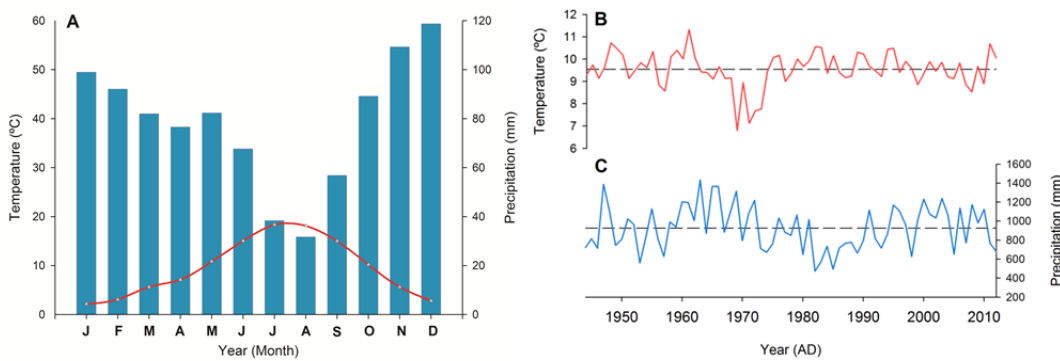 A
Temperature (ºC)
60
50
40
30
20
10
0
Precipitation (mm)
120
100
80
60
40
20
0
J F M A M J J A S O N D
Year (Month)
B
Temperature (ºC)
12
11
10
9
8
7
6
C
Precipitation (mm)
1600
1400
1200
1000
800
600
400
200
1950 1960 1970 1980 1990 2000 2010
Year (AD)